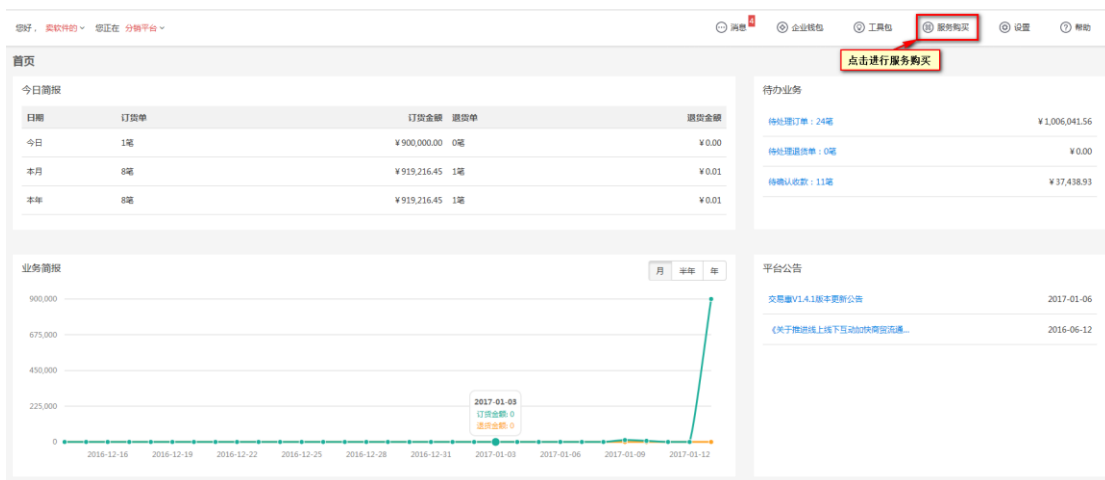 您好， 卖软件的 您正在 分销平台 消息 4 企业钱包 工具包 服务购买 设置 帮助
点击进行服务购买
首页
今日简报
日期 订货单 订货金额 退货单 退货金额
今日 1笔 ¥900,000.00 0笔 ¥0.00
本月 8笔 ¥919,216.45 1笔 ¥0.01
本年 8笔 ¥919,216.45 1笔 ¥0.01
待办业务
待处理订单：24笔 ¥1,006,041.56
待处理退货单：0笔 ¥0.00
待确认收款：11笔 ¥37,438.93
业务简报 月 半年 年
900,000
675,000
450,000
225,000
0
2017-01-03
订货金额: 0
退货金额: 0
2016-12-16 2016-12-19 2016-12-22 2016-12-25 2016-12-28 2016-12-31 2017-01-03 2017-01-06 2017-01-09 2017-01-12
平台公告
交易重V1.4.1版本更新公告 2017-01-06
《关于推进线上线下互动加快商贸流通... 2016-06-12